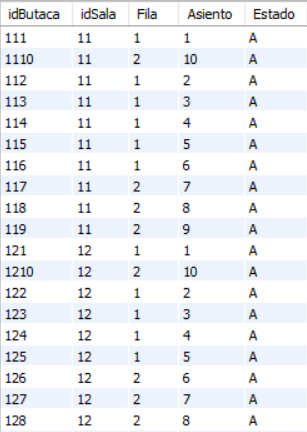 idButaca idSala Fila Asiento Estado
111 11 1 1 A
1110 11 2 10 A
112 11 1 2 A
113 11 1 3 A
114 11 1 4 A
115 11 1 5 A
116 11 1 6 A
117 11 2 7 A
118 11 2 8 A
119 11 2 9 A
121 12 1 1 A
1210 12 2 10 A
122 12 1 2 A
123 12 1 3 A
124 12 1 4 A
125 12 1 5 A
126 12 2 6 A
127 12 2 7 A
128 12 2 8 A